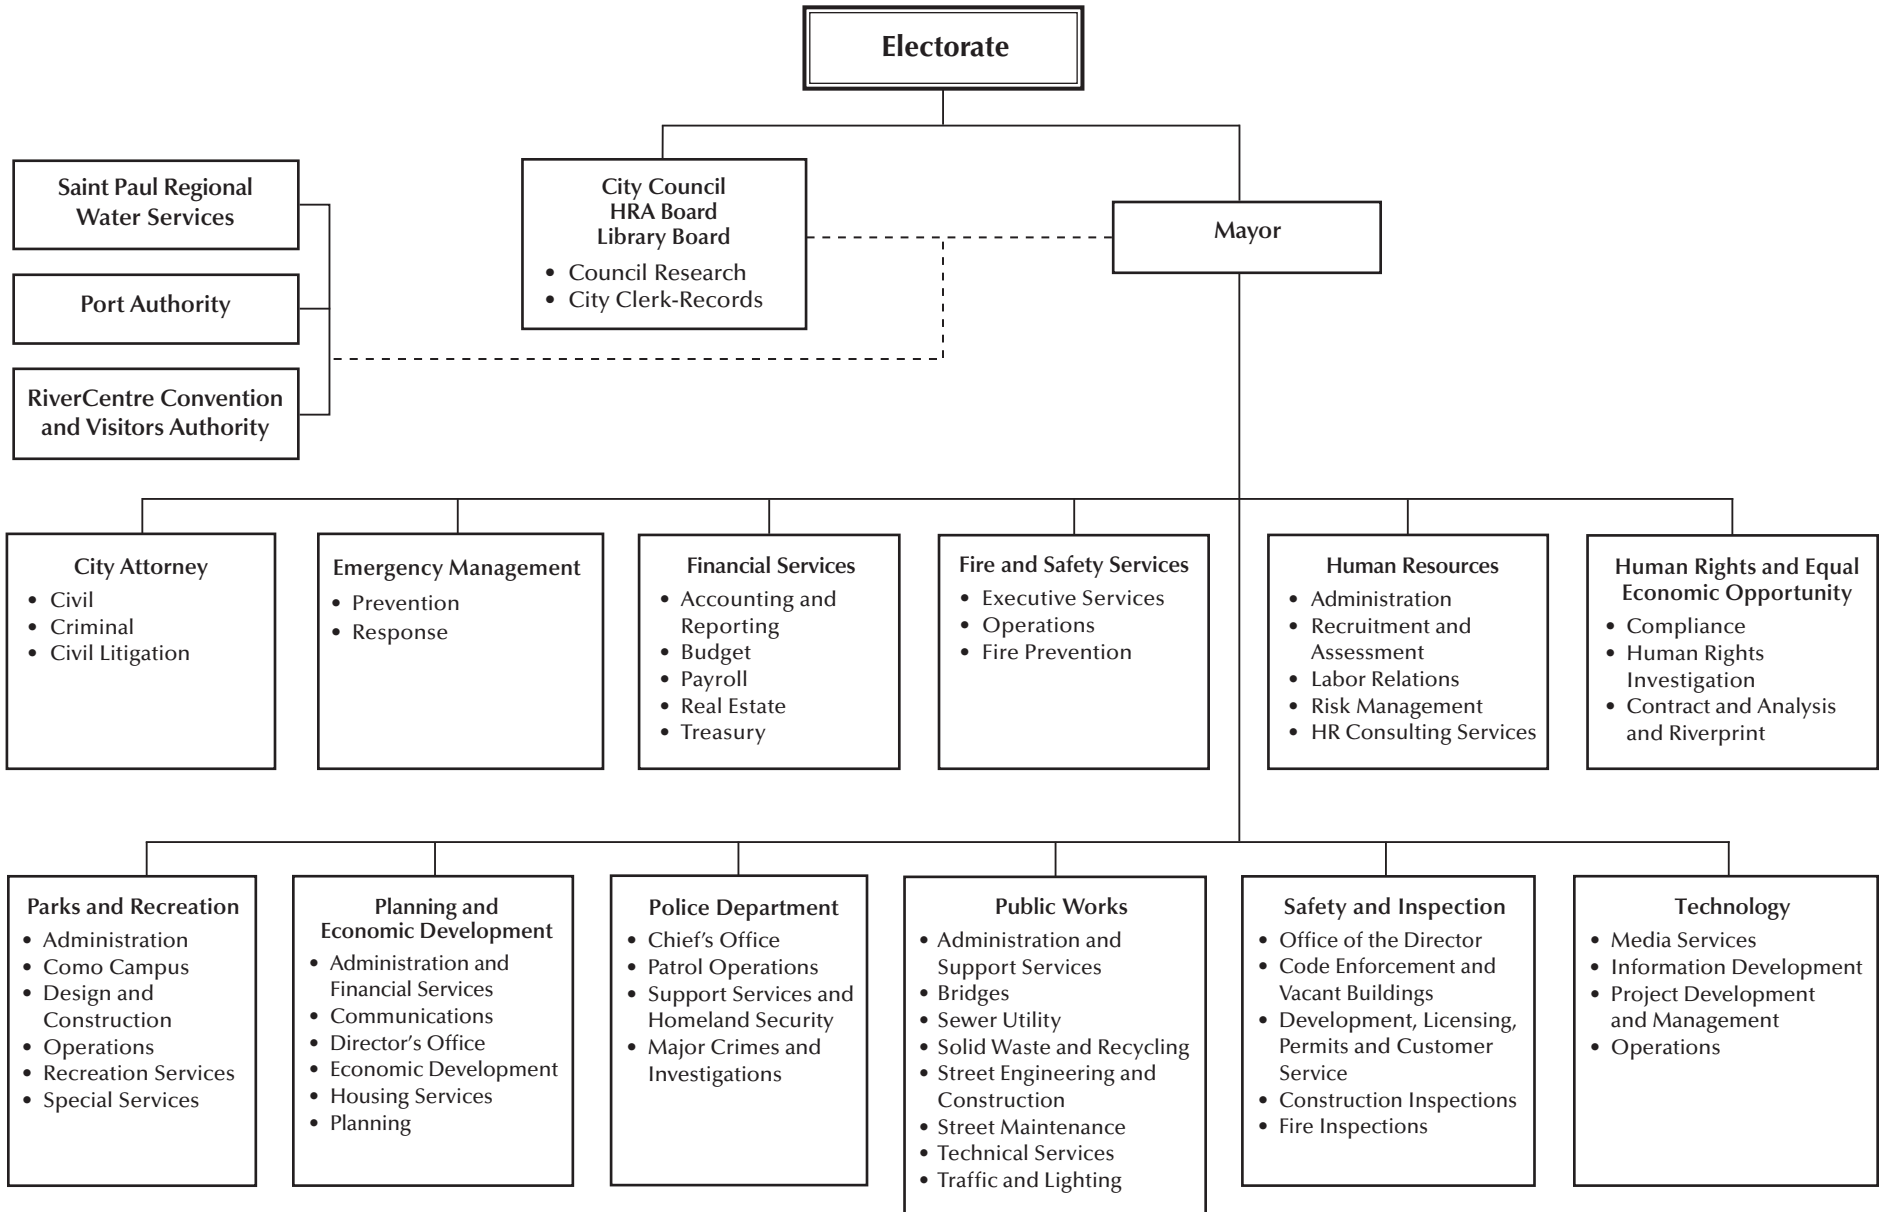 Electorate
Saint Paul Regional
Water Services
Port Authority
RiverCentre Convention
and Visitors Authority
City Council
HRA Board
Library Board
• Council Research
• City Clerk-Records
Mayor
City Attorney
• Civil
• Criminal
• Civil Litigation
Emergency Management
• Prevention
• Response
Financial Services
• Accounting and
Reporting
• Budget
• Payroll
• Real Estate
• Treasury
Fire and Safety Services
• Executive Services
• Operations
• Fire Prevention
Human Resources
• Administration
• Recruitment and
Assessment
• Labor Relations
• Risk Management
• HR Consulting Services
Human Rights and Equal
Economic Opportunity
• Compliance
• Human Rights
Investigation
• Contract and Analysis
and Riverprint
Parks and Recreation
• Administration
• Como Campus
• Design and
Construction
• Operations
• Recreation Services
• Special Services
Planning and
Economic Development
• Administration and
Financial Services
• Communications
• Director's Office
• Economic Development
• Housing Services
• Planning
Police Department
• Chief's Office
• Patrol Operations
• Support Services and
Homeland Security
• Major Crimes and
Investigations
Public Works
• Administration and
Support Services
• Bridges
• Sewer Utility
• Solid Waste and Recycling
• Street Engineering and
Construction
• Street Maintenance
• Technical Services
• Traffic and Lighting
Safety and Inspection
• Office of the Director
• Code Enforcement and
Vacant Buildings
• Development, Licensing,
Permits and Customer
Service
• Construction Inspections
• Fire Inspections
Technology
• Media Services
• Information Development
• Project Development
and Management
• Operations